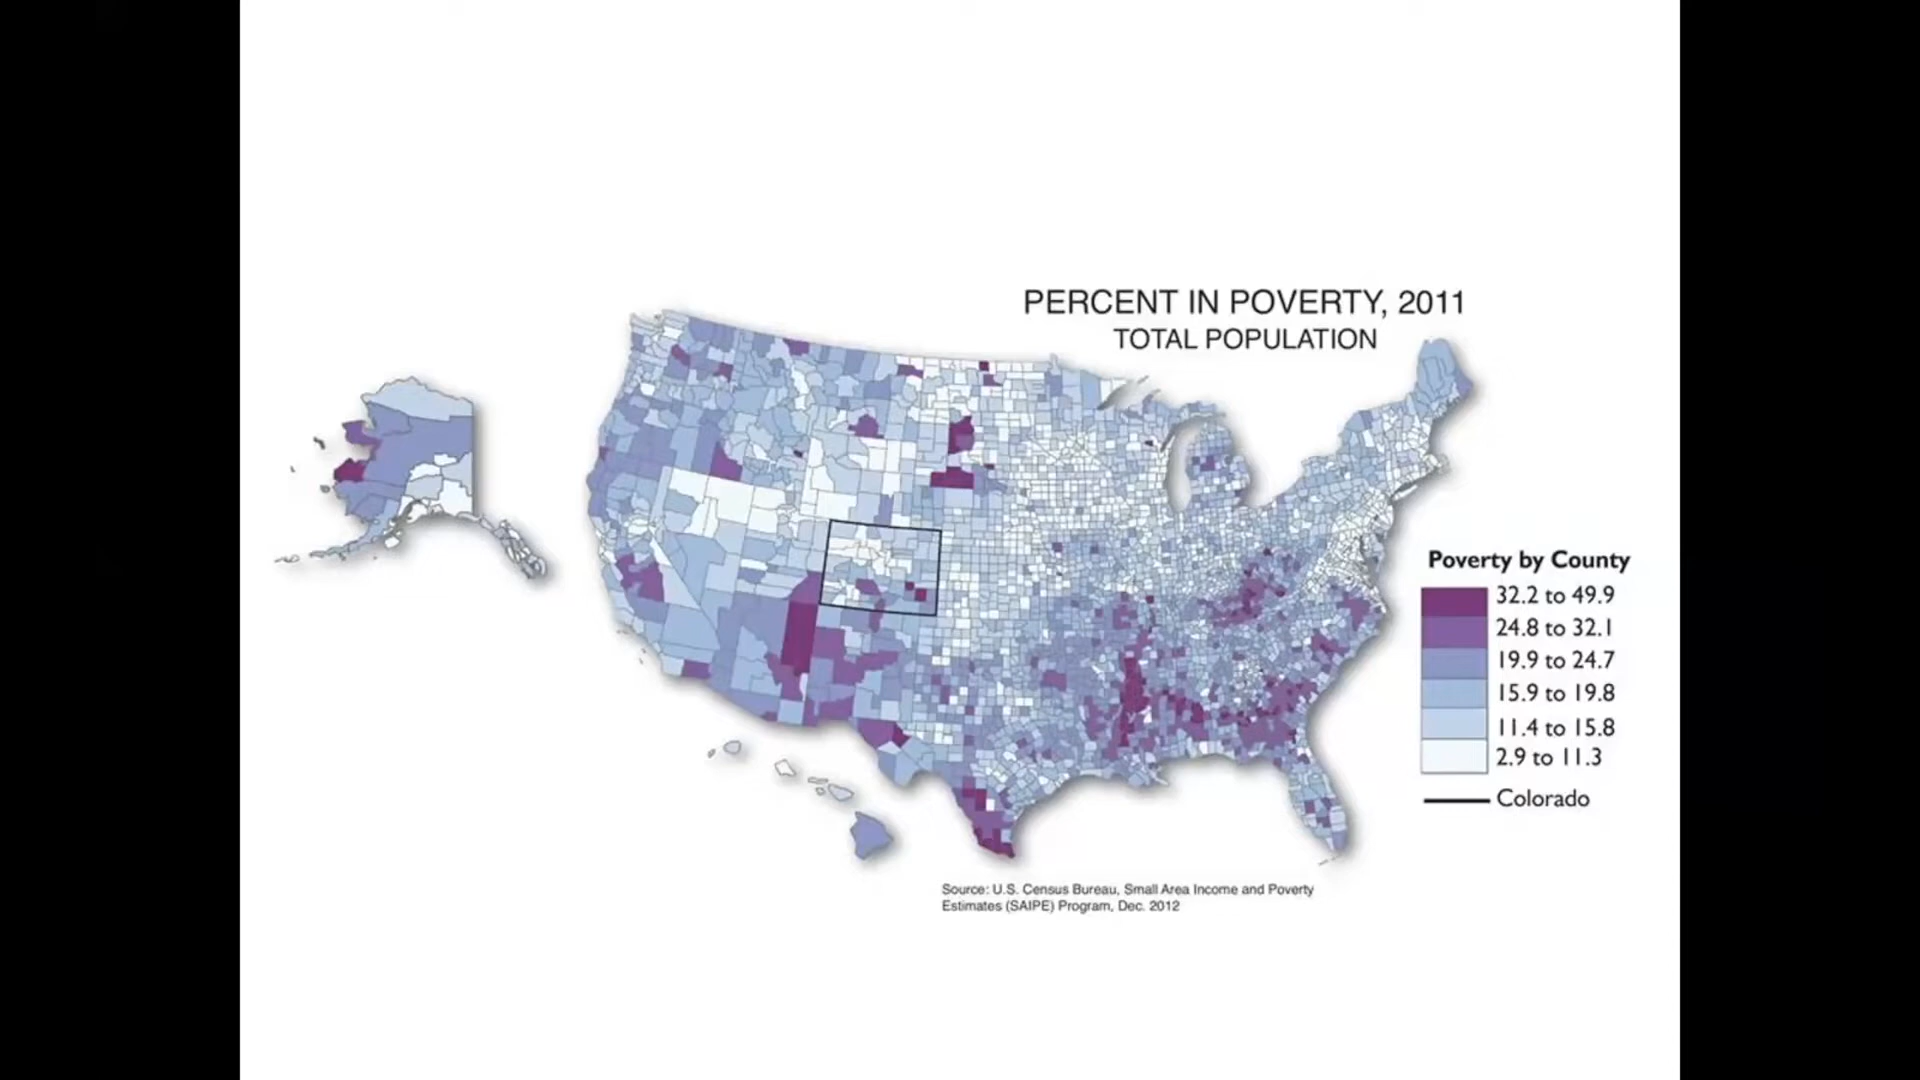 PERCENT IN POVERTY, 2011
TOTAL POPULATION
Poverty by County
32.2 to 49.9
24.8 to 32.1
19.9 to 24.7
15.9 to 19.8
11.4 to 15.8
2.9 to 11.3
Colorado
Source: U.S. Census Bureau, Small Area Income and Poverty
Estimates (SAIPE) Program, Dec. 2012